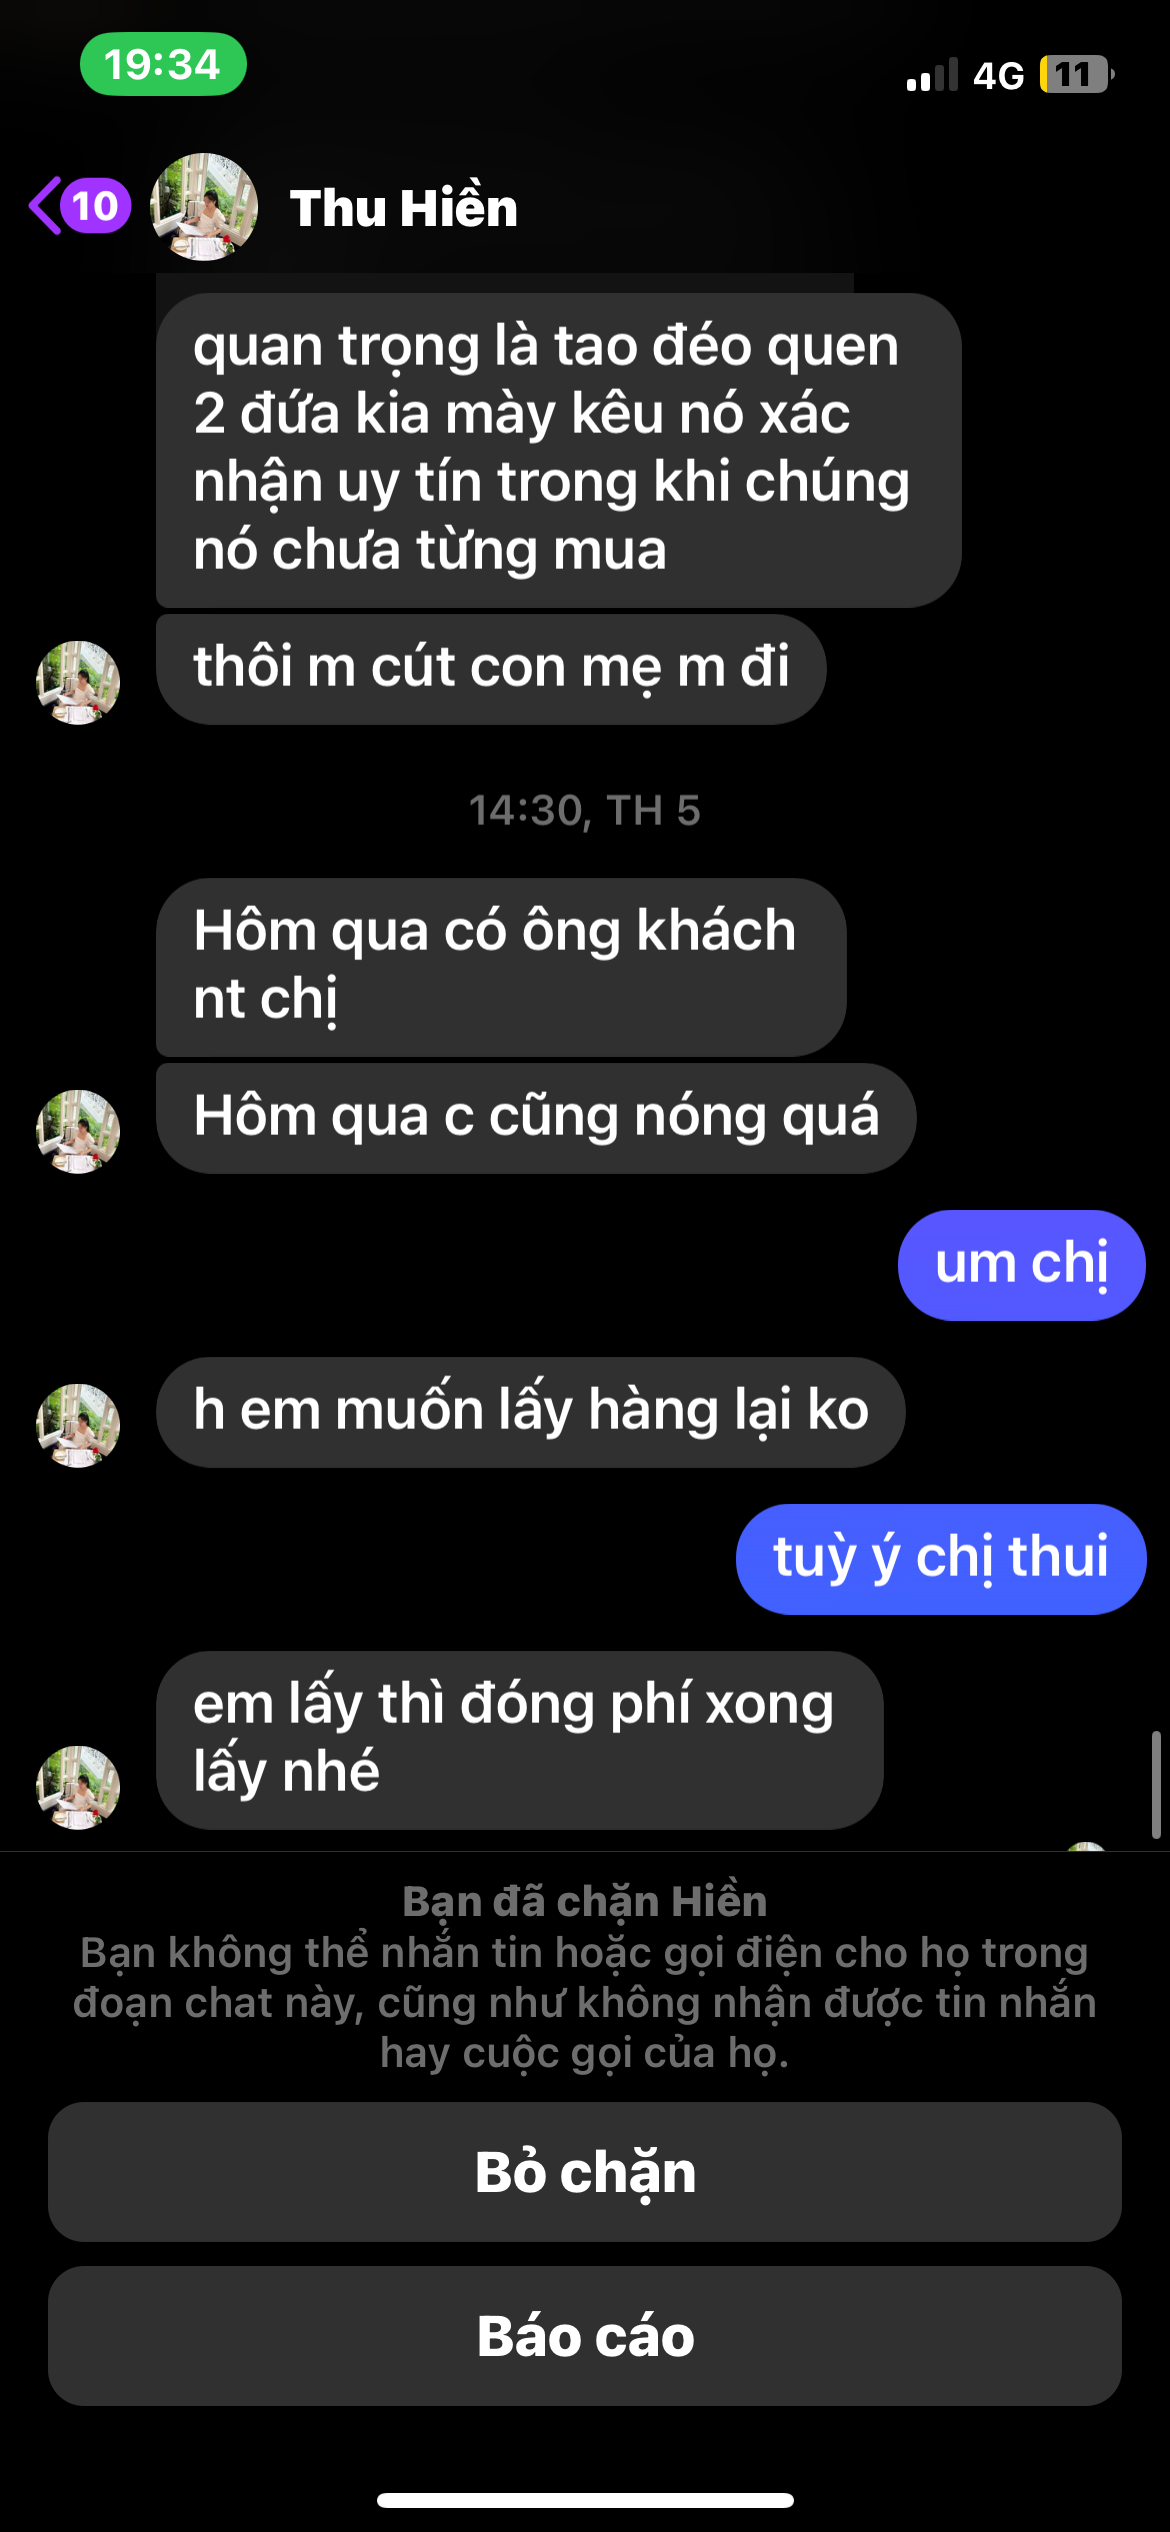 19:34
4G
11
10
Thu Hiền
quan trọng là tao đéo quen
2 đứa kia mày kêu nó xác
nhận uy tín trong khi chúng
nó chưa từng mua
thôi m cút con mẹ m đi
14:30, TH 5
Hôm qua có ông khách
nt chị
Hôm qua c cũng nóng quá
um chị
h em muốn lấy hàng lại ko
tuỳ ý chị thui
em lấy thì đóng phí xong
lấy nhé
Bạn đã chặn Hiền
Bạn không thể nhắn tin hoặc gọi điện cho họ trong
đoạn chat này, cũng như không nhận được tin nhắn
hay cuộc gọi của họ.
Bỏ chặn
Báo cáo